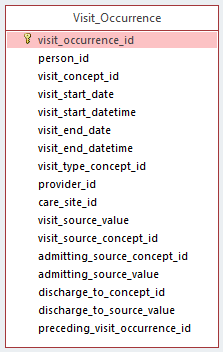 Visit_Occurrence
visit_occurrence_id
person_id
visit_concept_id
visit_start_date
visit_start_datetime
visit_end_date
visit_end_datetime
visit_type_concept_id
provider_id
care_site_id
visit_source_value
visit_source_concept_id
admitting_source_concept_id
admitting_source_value
discharge_to_concept_id
discharge_to_source_value
preceding_visit_occurrence_id